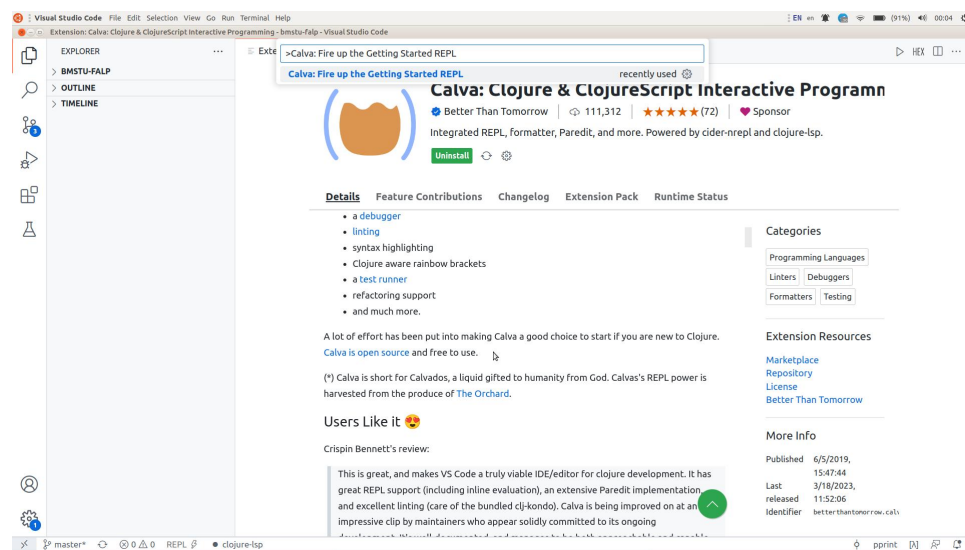 Visual Studio Code File Edit Selection View Go Run Terminal Help
EN en (91%) 00:04
Extension: Calva: Clojure & ClojureScript Interactive Programming - bmstu-falp - Visual Studio Code
EXPLORER ...
BMSTU-FALP
OUTLINE
TIMELINE
Exte
>Calva: Fire up the Getting Started REPL
Calva: Fire up the Getting Started REPL recently used
HEX ...
Calva: Clojure & ClojureScript Interactive Programm
Better Than Tomorrow 111,312 ★★★★★ (72) Sponsor
Integrated REPL, formatter, Paredit, and more. Powered by cider-nrepl and clojure-lsp.
Uninstall
Details Feature Contributions Changelog Extension Pack Runtime Status
• a debugger
• linting
• syntax highlighting
• Clojure aware rainbow brackets
• a test runner
• refactoring support
• and much more.
A lot of effort has been put into making Calva a good choice to start if you are new to Clojure.
Calva is open source and free to use.
(*) Calva is short for Calvados, a liquid gifted to humanity from God. Calvas's REPL power is
harvested from the produce of The Orchard.
Users Like it 😍
Crispin Bennett's review:
This is great, and makes VS Code a truly viable IDE/editor for clojure development. It has
great REPL support (including inline evaluation), an extensive Paredit implementation,
and excellent linting (care of the bundled clj-kondo). Calva is being improved on at an
impressive clip by maintainers who appear solidly committed to its ongoing
Categories
Programming Languages
Linters Debuggers
Formatters Testing
Extension Resources
Marketplace
Repository
License
Better Than Tomorrow
More Info
Published 6/5/2019,
15:47:44
Last 3/18/2023,
released 11:52:06
Identifier betterthantomorrow.calv
3
1
master* 0 0 REPL clojure-lsp
pprint [λ]